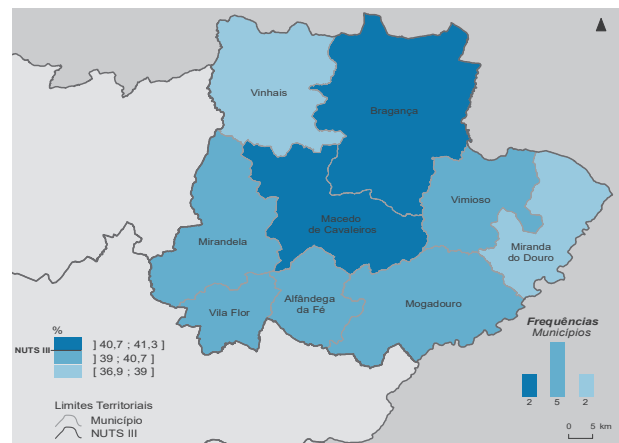 Vinhais
Bragança
Vimioso
Macedo
de Cavaleiros
Miranda
do Douro
Mirandela
Alfândega
da Fé
Mogadouro
Vila Flor
%
] 40,7 ; 41,3 ]
NUTS III
] 39 ; 40,7 ]
[ 36,9 ; 39 ]
Limites Territoriais
Município
NUTS III
Frequências
Municípios
2 5 2
0 5 km